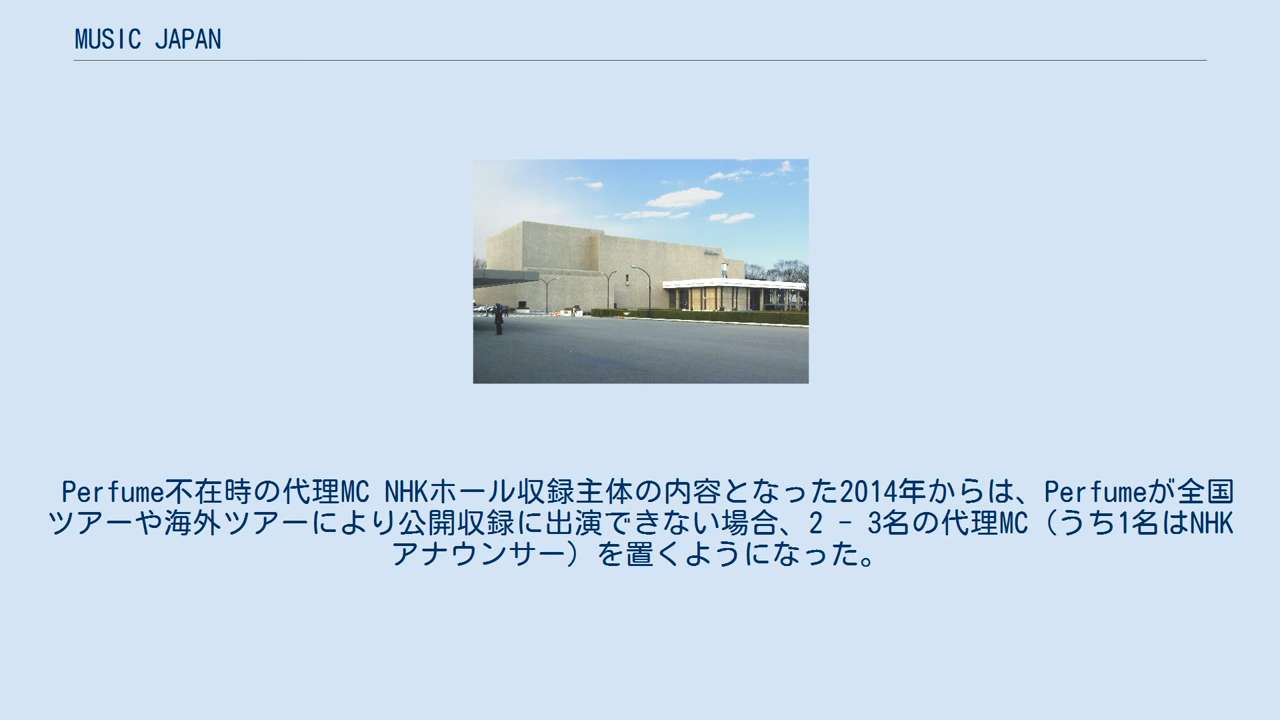 MUSIC JAPAN
Perfume不在時の代理MC NHKホール収録主体の内容となった2014年からは、Perfumeが全国
ツアーや海外ツアーにより公開収録に出演できない場合、2 - 3名の代理MC（うち1名はNHK
アナウンサー）を置くようになった。